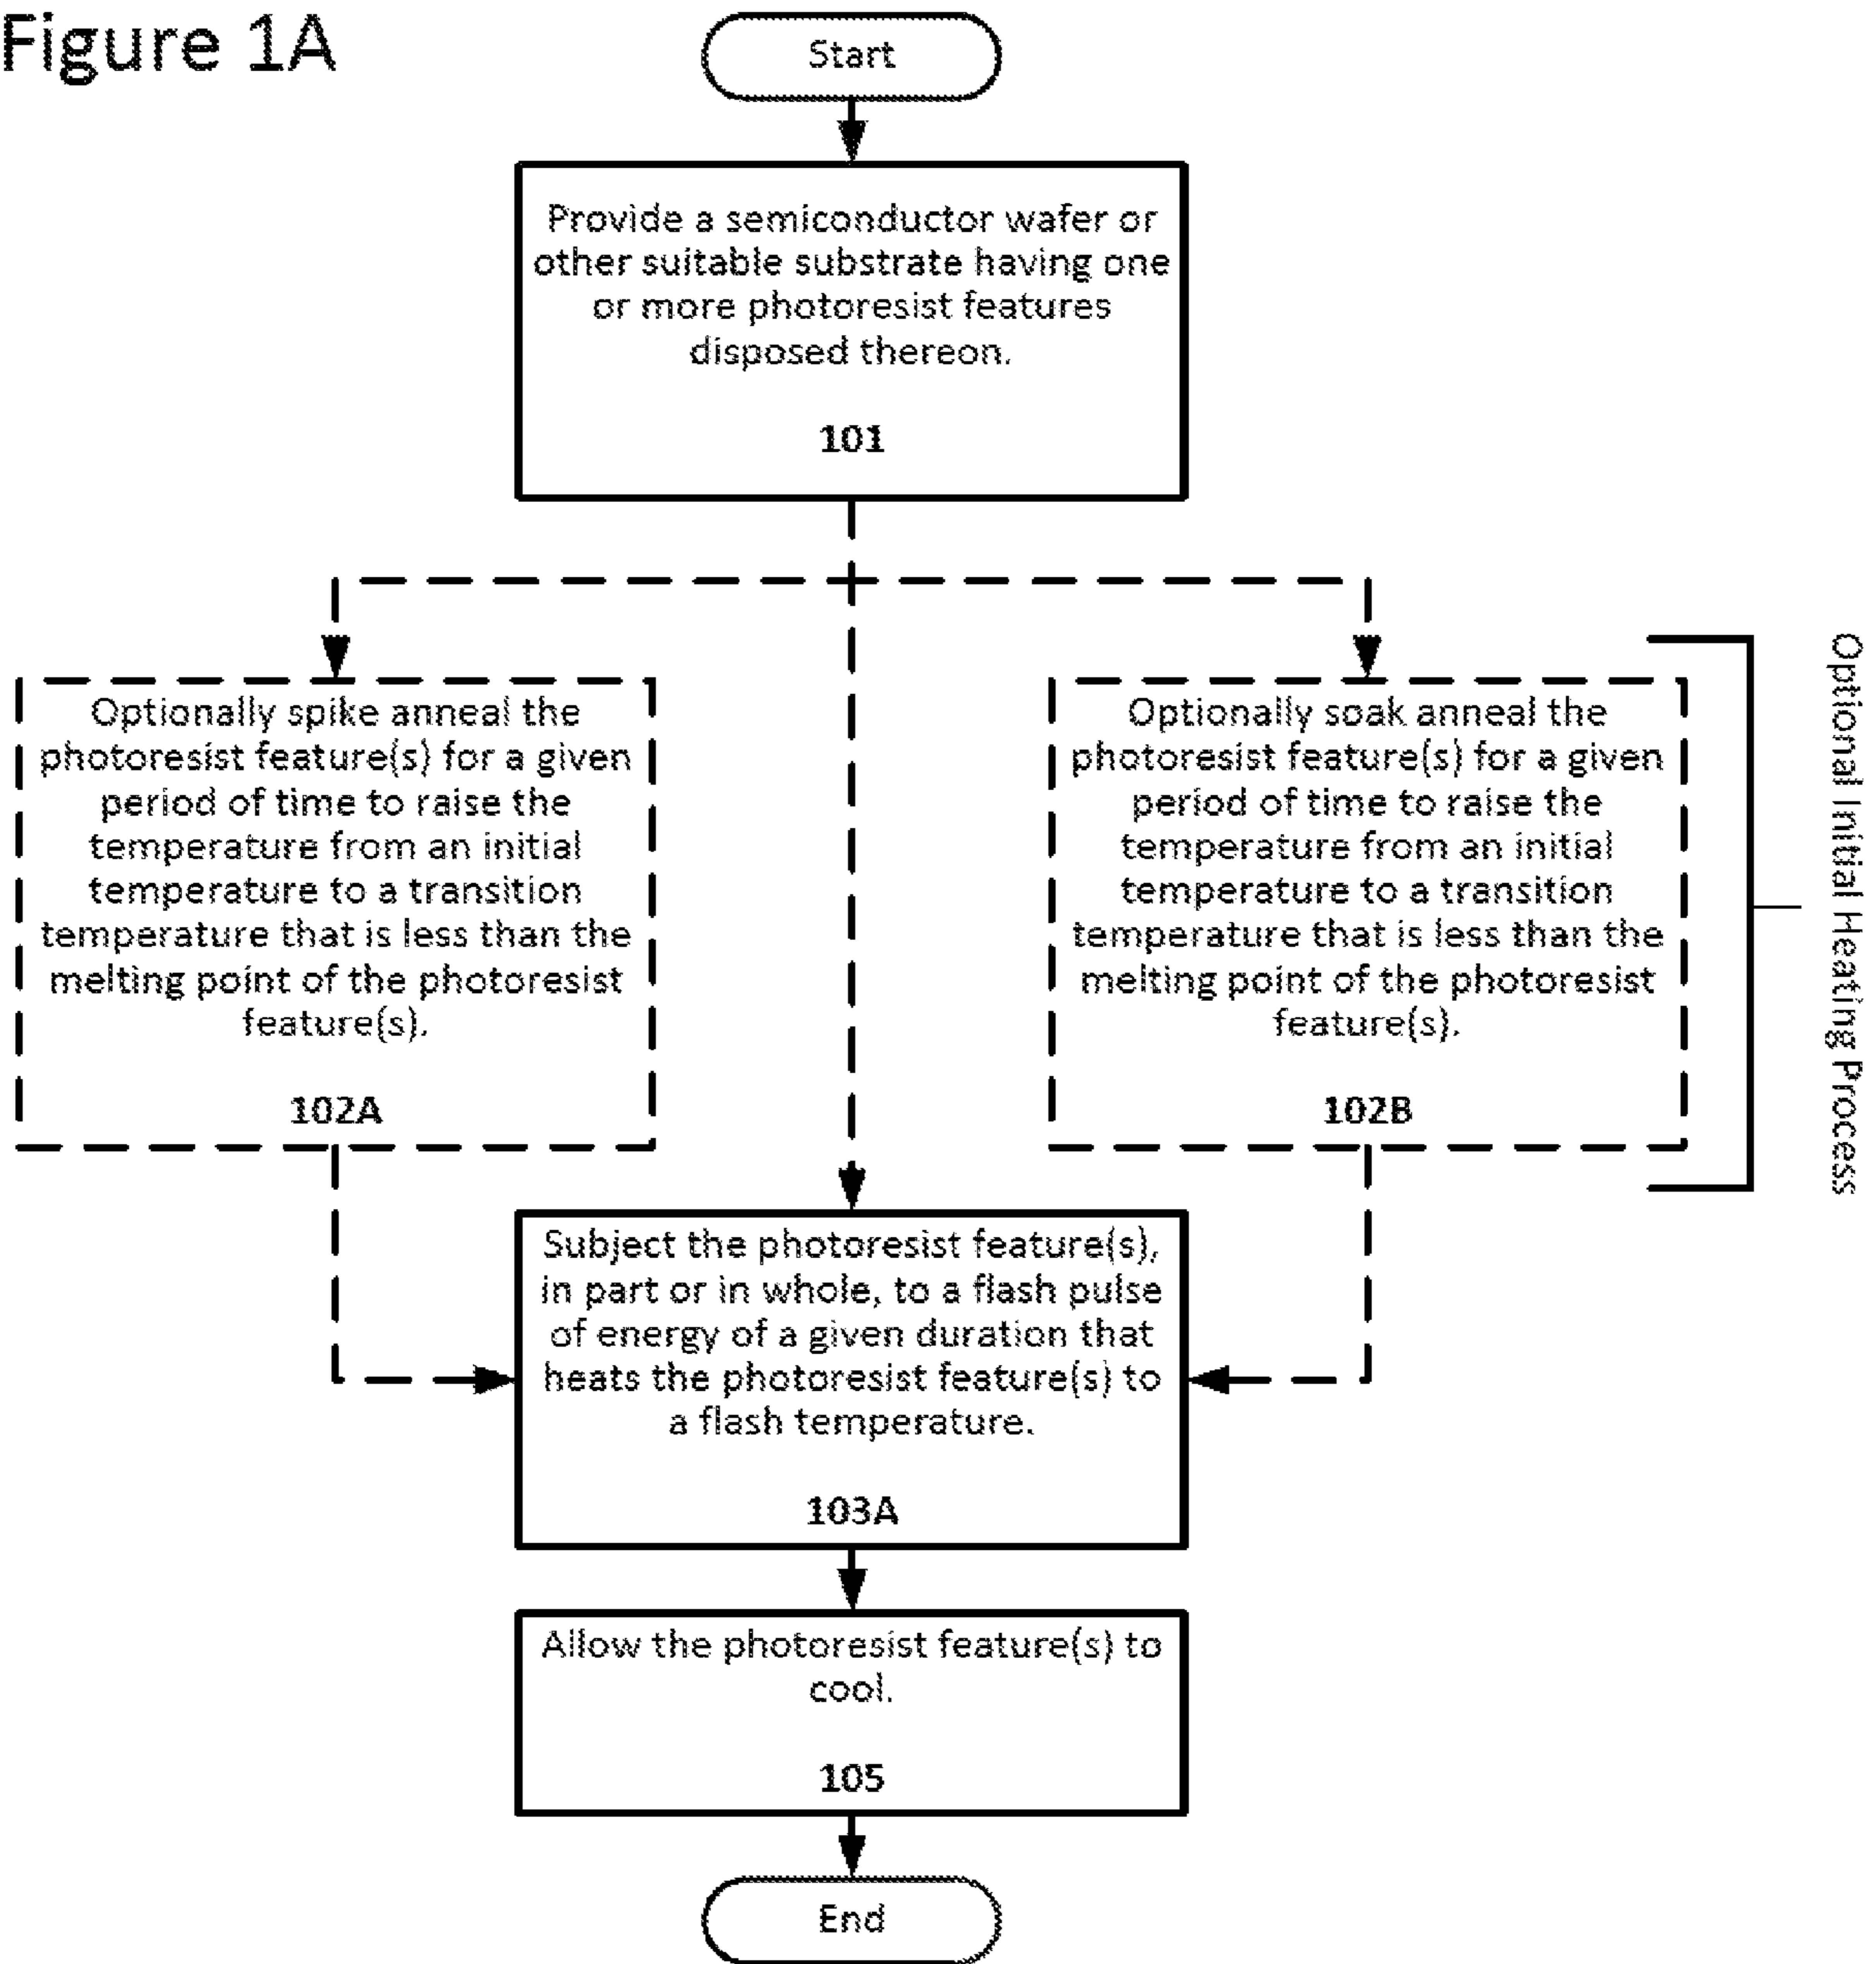 Figure 1A
Start
Provide a semiconductor wafer or
other suitable substrate having one
or more photoresist features
disposed thereon.
101
Optionally spike anneal the
photoresist feature(s) for a given
period of time to raise the
temperature from an initial
temperature to a transition
temperature that is less than the
melting point of the photoresist
feature(s).
102A
Optionally soak anneal the
photoresist feature(s) for a given
period of time to raise the
temperature from an initial
temperature to a transition
temperature that is less than the
melting point of the photoresist
feature(s).
102B
Optional Initial Heating Process
Subject the photoresist feature(s),
in part or in whole, to a flash pulse
of energy of a given duration that
heats the photoresist feature(s) to
a flash temperature.
103A
Allow the photoresist feature(s) to
cool.
105
End